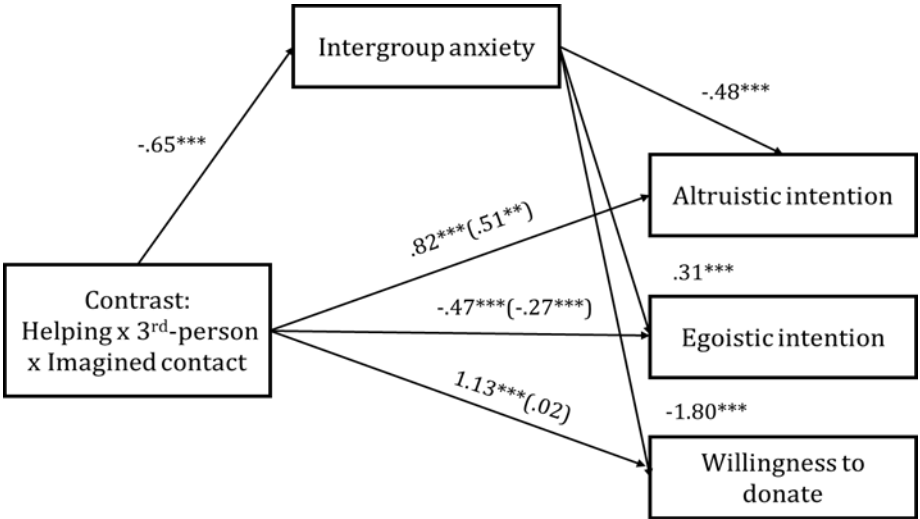 Intergroup anxiety
-.48***
-.65***
Altruistic intention
.82***(.51**)
.31***
Contrast:
Helping x 3rd-person
x Imagined contact
-.47***(-.27***)
Egoistic intention
1.13***(.02)
-1.80***
Willingness to
donate